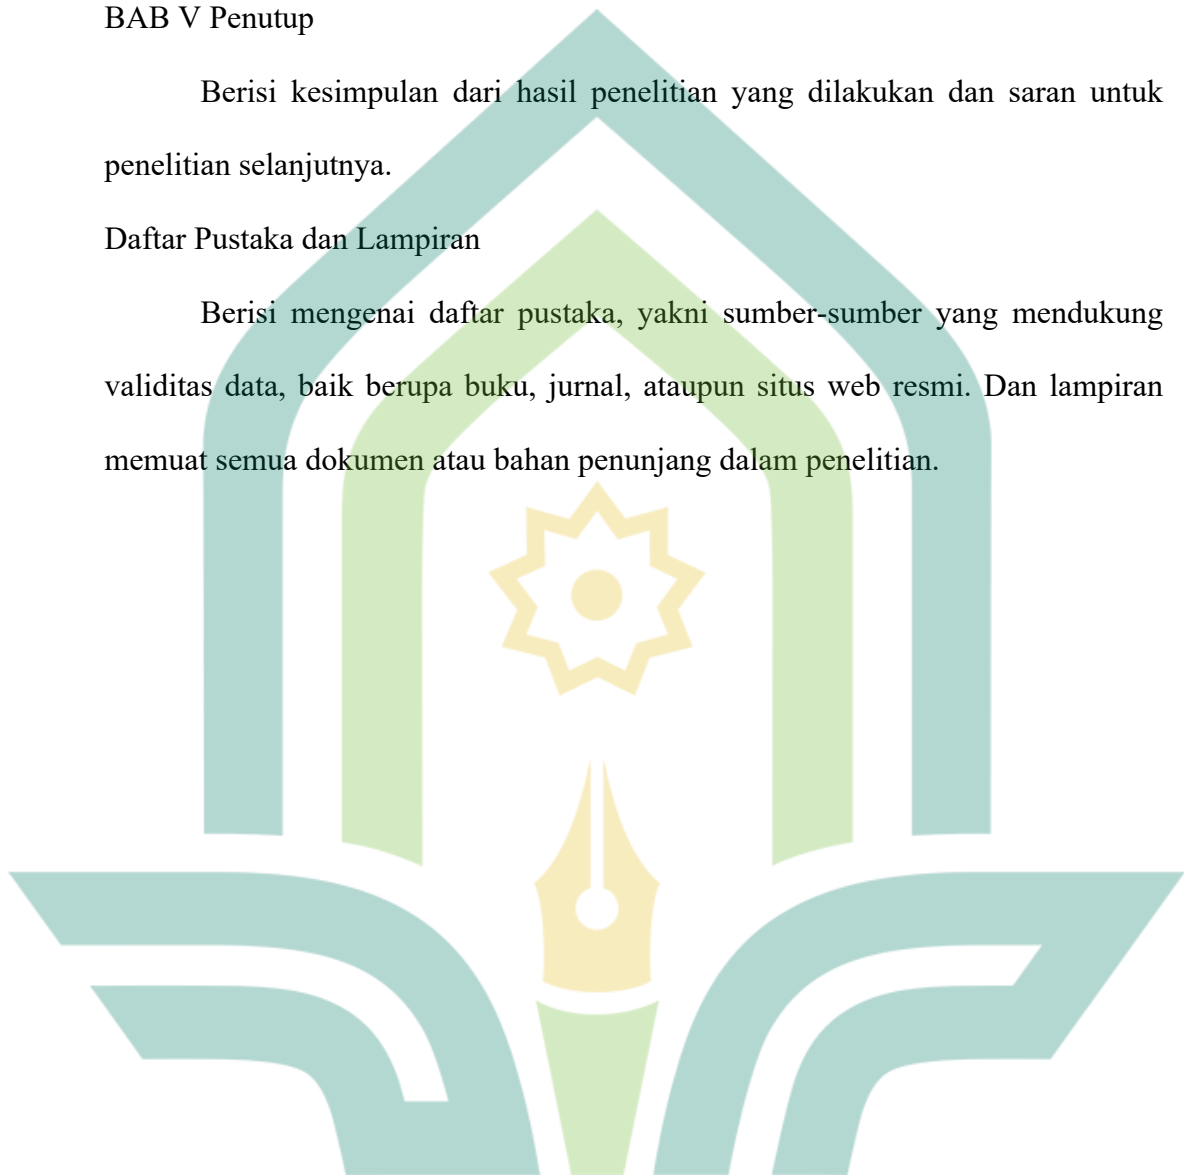 BAB V Penutup
Berisi kesimpulan dari hasil penelitian yang dilakukan dan saran untuk
penelitian selanjutnya.
Daftar Pustaka dan Lampiran
Berisi mengenai daftar pustaka, yakni sumber-sumber yang mendukung
validitas data, baik berupa buku, jurnal, ataupun situs web resmi. Dan lampiran
memuat semua dokumen atau bahan penunjang dalam penelitian.